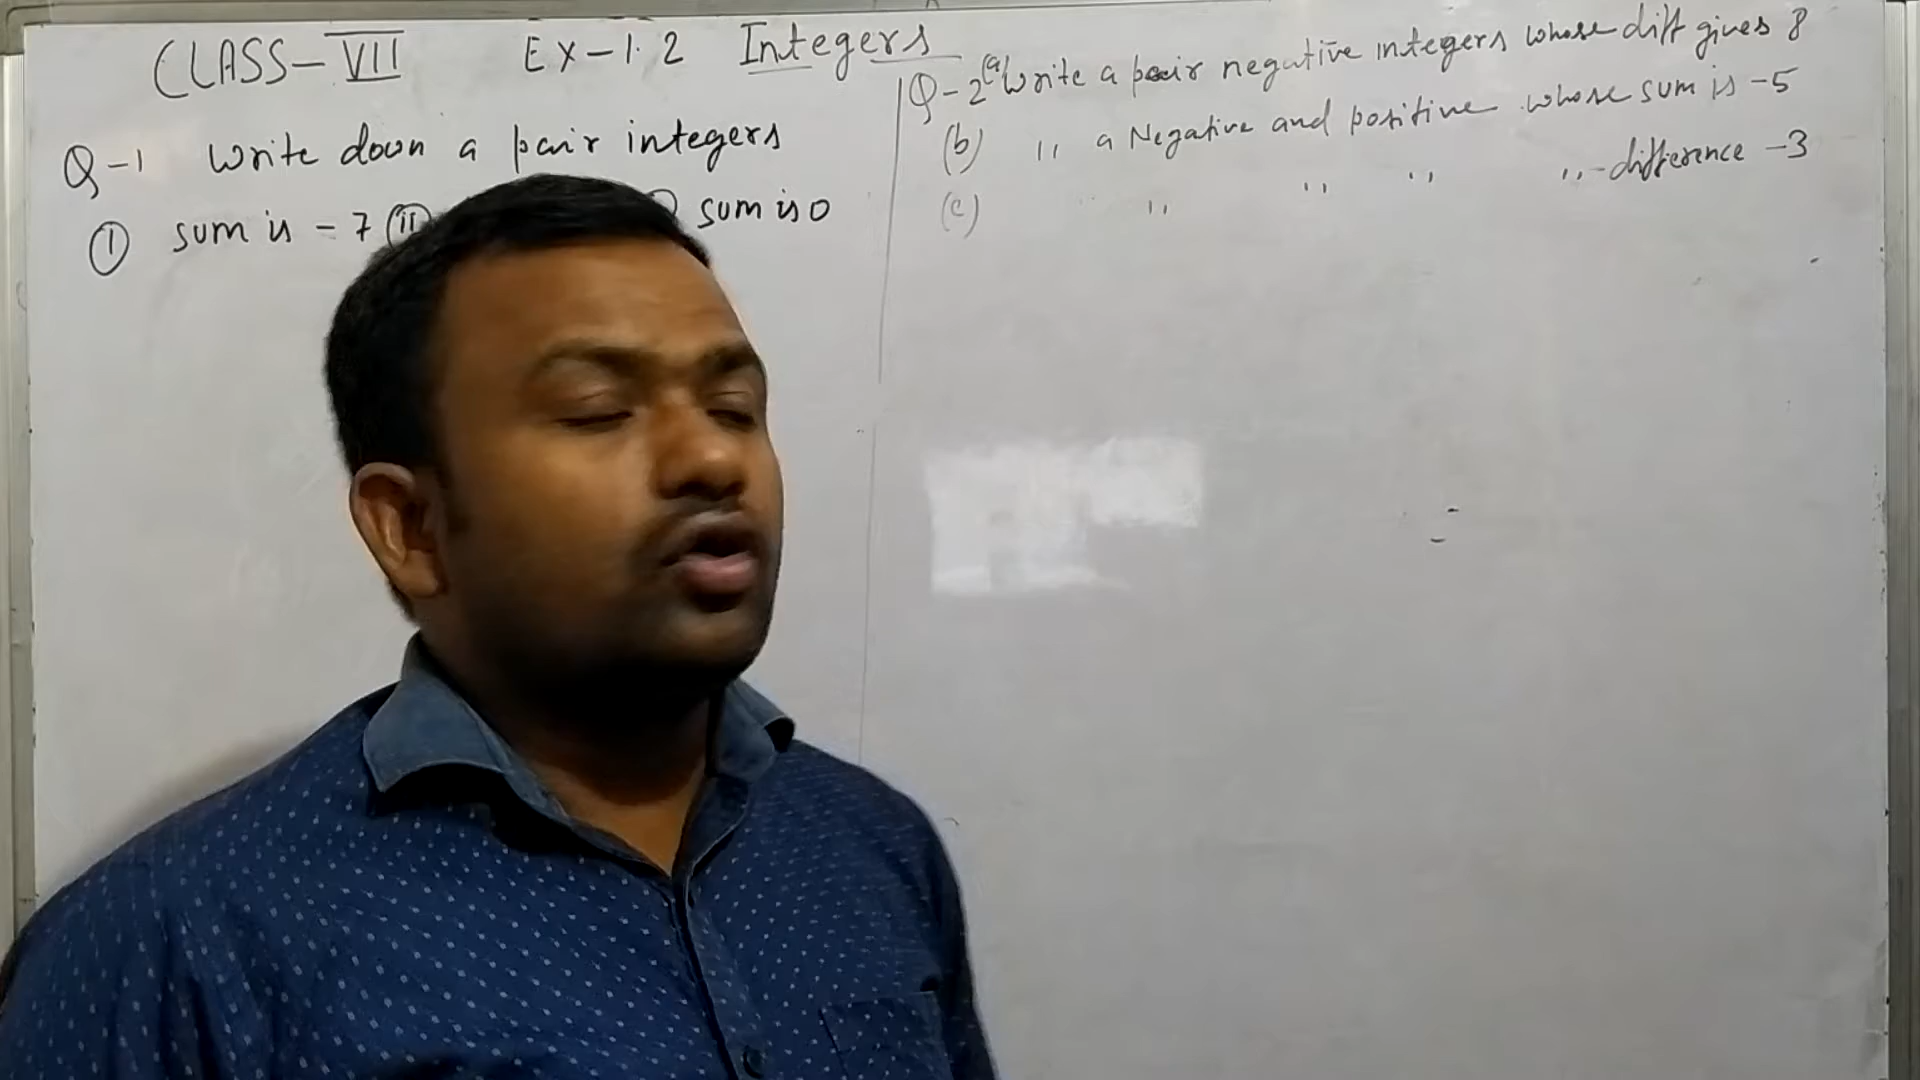 CLASS-VII EX-1.2 Integers
Q-1 Write down a pair integers
(I) sum is -7 (II) sum is 0
Q-2 (a) Write a pair negative integers whose diff gives 8
(b) ,, a Negative and positive whose sum is -5
(c) ,, ,, ,, ,, - difference -3